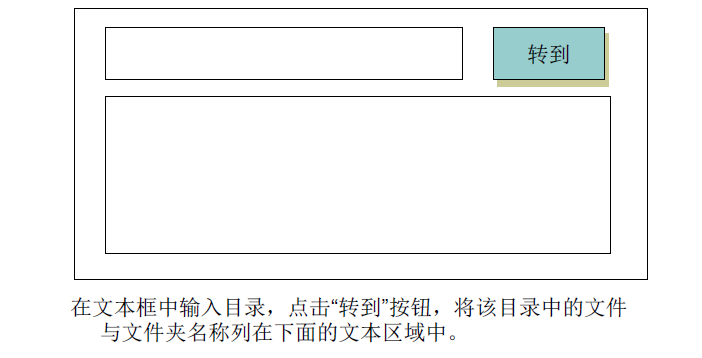 转到
在文本框中输入目录，点击“转到”按钮，将该目录中的文件
与文件夹名称列在下面的文本区域中。